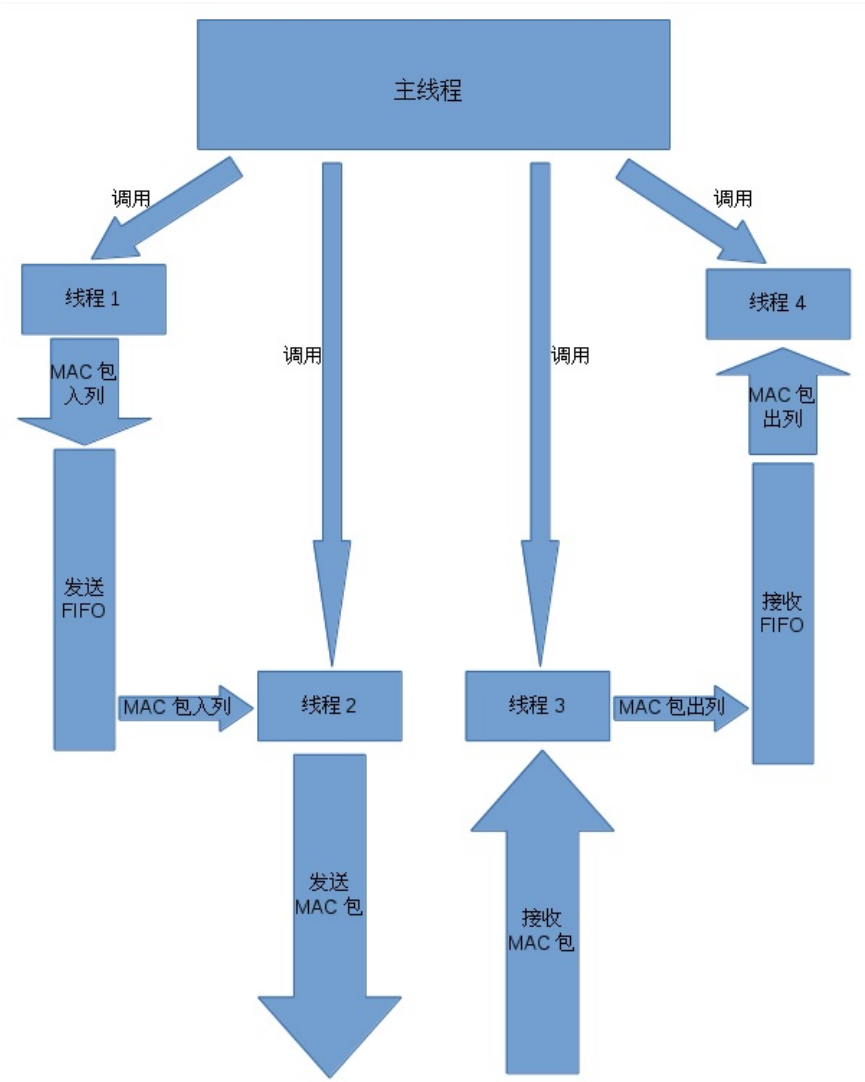 主线程
调用
调用
线程 1
线程 4
调用
调用
MAC 包
入列
MAC 包
出列
发送
FIFO
接收
FIFO
MAC 包入列
线程 2
线程 3
MAC 包出列
发送
MAC 包
接收
MAC 包